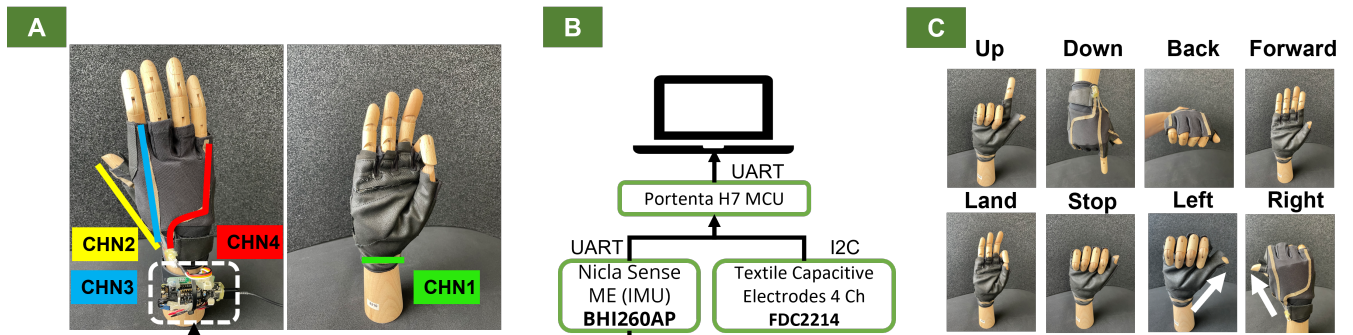 A
CHN2
CHN3
CHN4
CHN1
B
UART
Portenta H7 MCU
UART
I2C
Nicla Sense
ME (IMU)
BHI260AP
Textile Capacitive
Electrodes 4 Ch
FDC2214
C
Up
Down
Back
Forward
Land
Stop
Left
Right